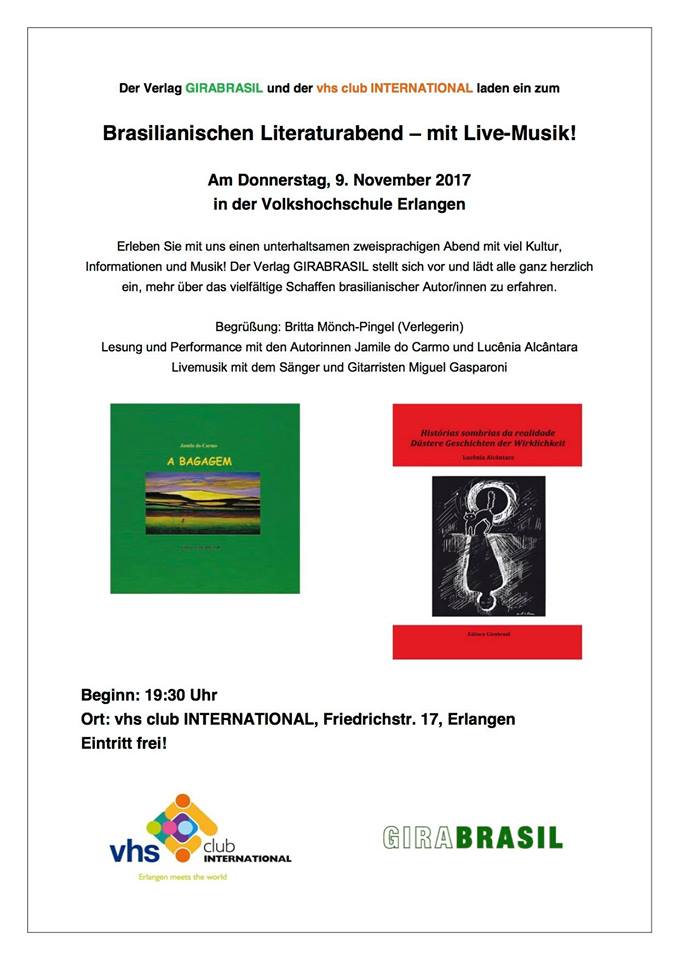 Der Verlag GIRABRASIL und der vhs club INTERNATIONAL laden ein zum
Brasilianischen Literaturabend – mit Live-Musik!
Am Donnerstag, 9. November 2017
in der Volkshochschule Erlangen
Erleben Sie mit uns einen unterhaltsamen zweisprachigen Abend mit viel Kultur,
Informationen und Musik! Der Verlag GIRABRASIL stellt sich vor und lädt alle ganz herzlich
ein, mehr über das vielfältige Schaffen brasilianischer Autor/innen zu erfahren.
Begrüßung: Britta Mönch-Pingel (Verlegerin)
Lesung und Performance mit den Autorinnen Jamile do Carmo und Lucênia Alcântara
Livemusik mit dem Sänger und Gitarristen Miguel Gasparoni
Jamile do Carmo
A BAGAGEM
Histórias sombrias da realidade
Düstere Geschichten der Wirklichkeit
Lucênia Alcântara
Editora Girabrasil
Beginn: 19:30 Uhr
Ort: vhs club INTERNATIONAL, Friedrichstr. 17, Erlangen
Eintritt frei!
vhs club
INTERNATIONAL
Erlangen meets the world
GIRABRASIL